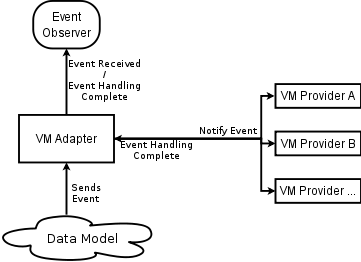 Event
Observer
Event Received
/
Event Handling
Complete
VM Provider A
Notify Event
VM Adapter
Event Handling
Complete
VM Provider B
VM Provider ...
Sends
Event
Data Model